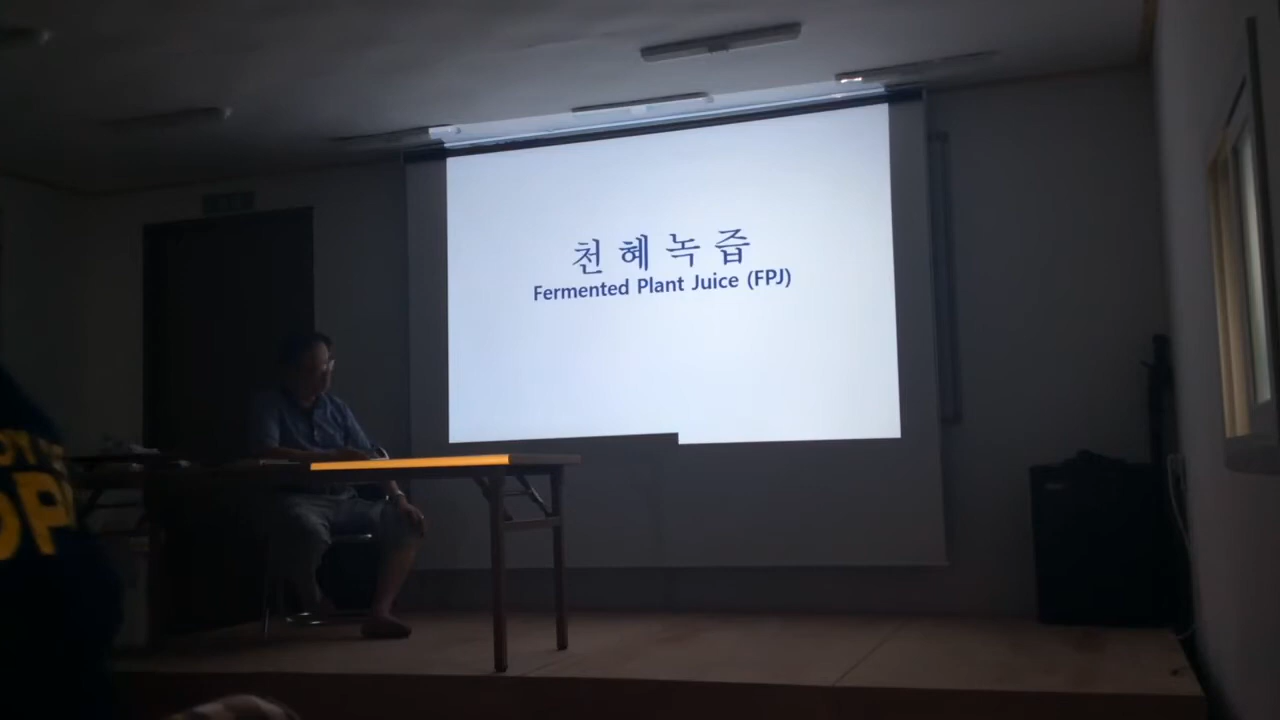 천 혜 녹 즙
Fermented Plant Juice (FPJ)